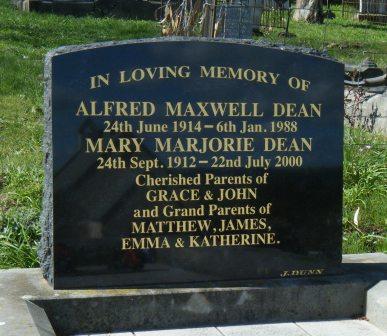 IN LOVING MEMORY OF
ALFRED MAXWELL DEAN
24th June 1914 – 6th Jan. 1988
MARY MARJORIE DEAN
24th Sept. 1912 – 22nd July 2000
Cherished Parents of
GRACE & JOHN
and Grand Parents of
MATTHEW, JAMES,
EMMA & KATHERINE.
J. DUNN